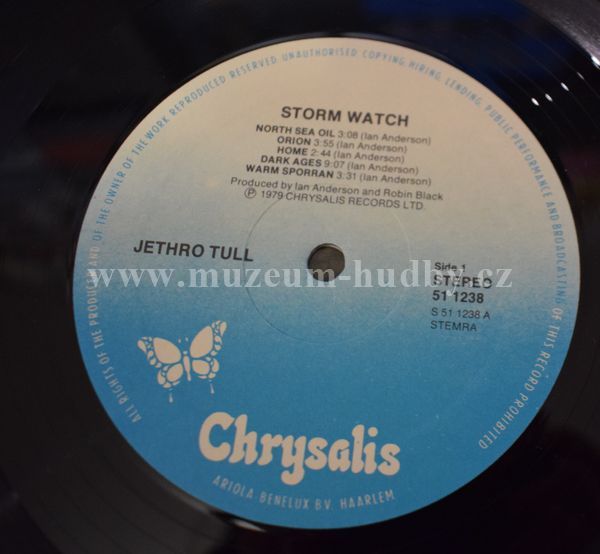 ALL RIGHTS OF THE PRODUCER AND OF THE OWNER OF THE WORK REPRODUCED RESERVED. UNAUTHORISED COPYING, HIRING, LENDING, PUBLIC PERFORMANCE AND BROADCASTING OF THIS RECORD PROHIBITED
STORM WATCH
NORTH SEA OIL 3:08 (Ian Anderson)
ORION 3:55 (Ian Anderson)
HOME 2:44 (Ian Anderson)
DARK AGES 9:07 (Ian Anderson)
WARM SPORRAN 3:31 (Ian Anderson)
Produced by Ian Anderson and Robin Black
℗ 1979 CHRYSALIS RECORDS LTD.
JETHRO TULL
Side 1
STEREO
51 1238
S 51 1238 A
STEMRA
www.muzeum-hudby.cz
Chrysalis
ARIOLA BENELUX B.V. HAARLEM